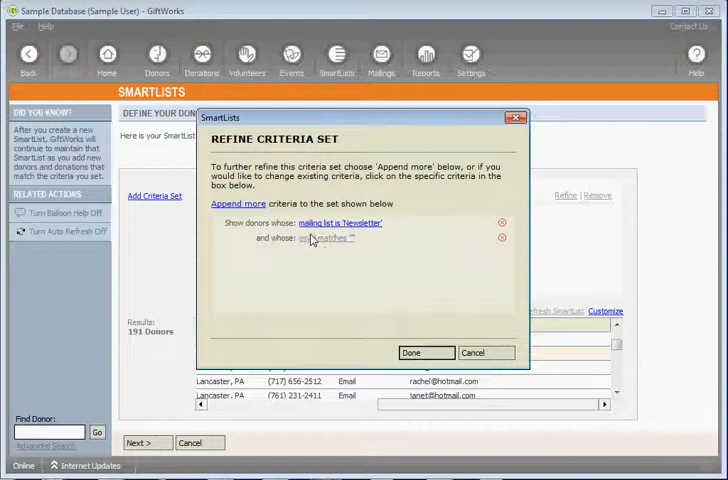 Sample Database (Sample User) - GiftWorks
File Help
Contact Us
Back Home Donors Donations Volunteers Events SmartLists Mailings Reports Settings Help
SMARTLISTS
DID YOU KNOW?
After you create a new
SmartList, GiftWorks
will continue to maintain that
SmartList as you add new
donors and donations that
match the criteria you set.
RELATED ACTIONS
Turn Balloon Help Off
Turn Auto Refresh Off
Find Donor:
Go
Advanced Search
DEFINE YOUR DON
Here is your SmartList
Add Criteria Set
Refine | Remove
SmartLists
REFINE CRITERIA SET
To further refine this criteria set choose 'Append more' below, or if you
would like to change existing criteria, click on the specific criteria in the
box below.
Append more criteria to the set shown below
Show donors whose: mailing list is 'Newsletter'
and whose: matches ""
Done Cancel
Refresh SmartList Customize
Results:
191 Donors
Lancaster, PA (717) 656-2512 Email rachel@hotmail.com
Lancaster, PA (761) 231-2411 Email janet@hotmail.com
Next > Cancel
Online Internet Updates